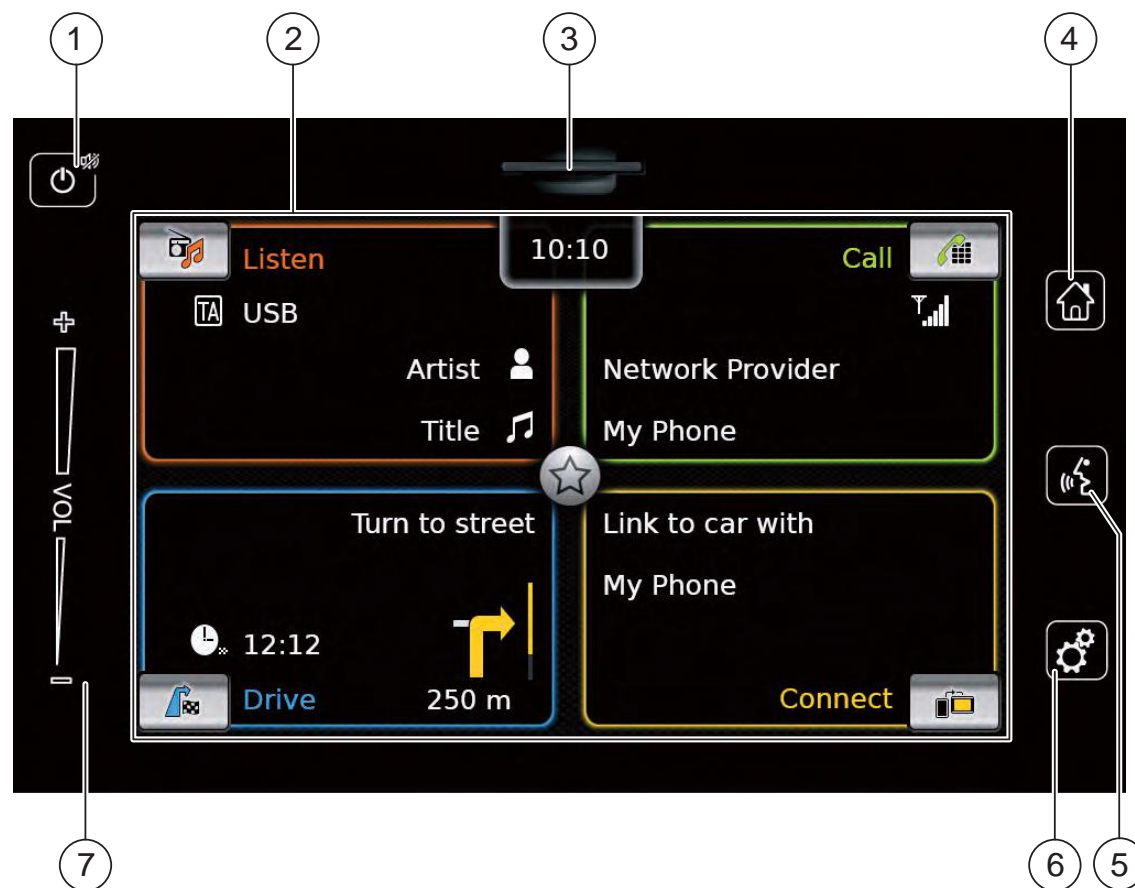 1
2
3
4
10:10
Listen
Call
TA
USB
Artist
Network Provider
Title
My Phone
VOL
Turn to street
Link to car with
My Phone
12:12
Drive
250 m
Connect
7
6
5